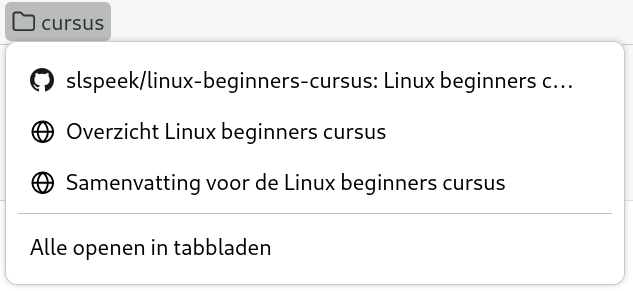 cursus
slspeek/linux-beginners-cursus: Linux beginners c...
Overzicht Linux beginners cursus
Samenvatting voor de Linux beginners cursus
Alle openen in tabbladen